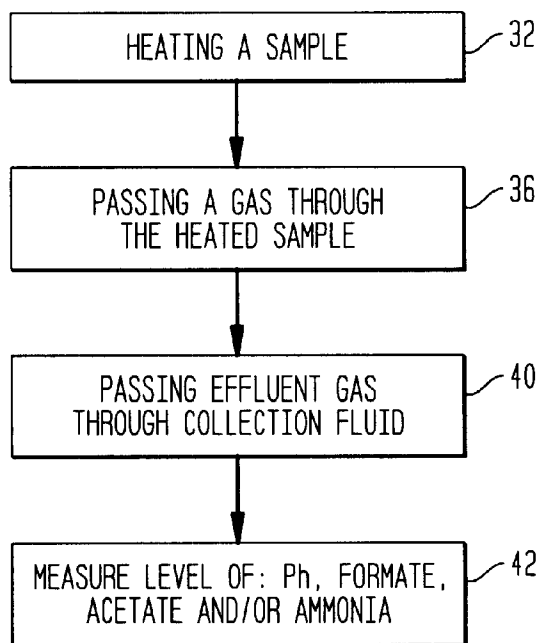 HEATING A SAMPLE
32
PASSING A GAS THROUGH
THE HEATED SAMPLE
36
PASSING EFFLUENT GAS
THROUGH COLLECTION FLUID
40
MEASURE LEVEL OF: Ph, FORMATE,
ACETATE AND/OR AMMONIA
42